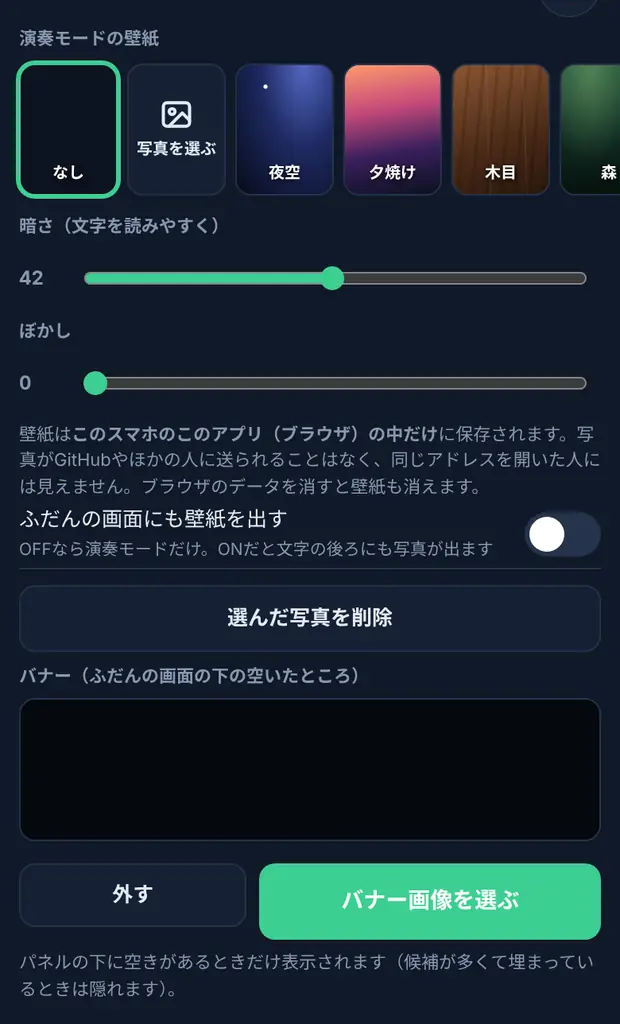 演奏モードの壁紙
なし
写真を選ぶ
夜空
夕焼け
木目
森
暗さ（文字を読みやすく）
42
ぼかし
0
壁紙はこのスマホのこのアプリ（ブラウザ）の中だけに保存されます。写
真がGitHubやほかの人に送られることはなく、同じアドレスを開いた人に
は見えません。ブラウザのデータを消すと壁紙も消えます。
ふだんの画面にも壁紙を出す
OFFなら演奏モードだけ。ONだと文字の後ろにも写真が出ます
選んだ写真を削除
バナー（ふだんの画面の下の空いたところ）
外す
バナー画像を選ぶ
パネルの下に空きがあるときだけ表示されます（候補が多くて埋まってい
るときは隠れます）。